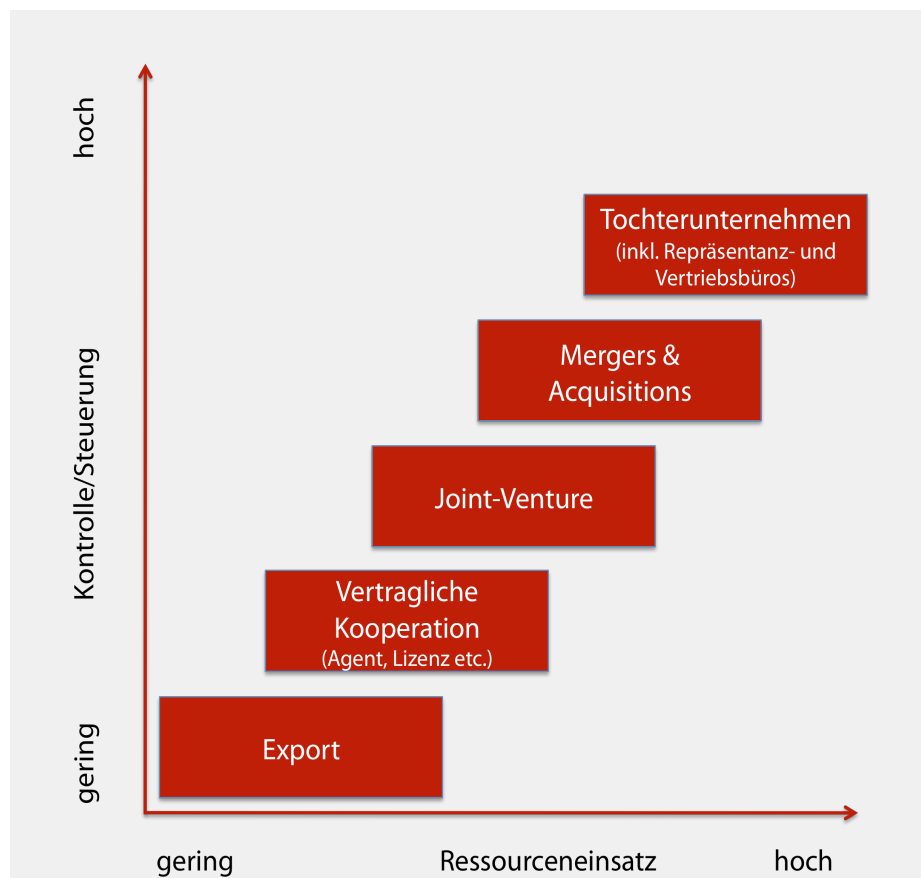 hoch
Tochterunternehmen
(inkl. Repräsentanz- und
Vertriebsbüros)
Mergers &
Acquisitions
Kontrolle/Steuerung
Joint-Venture
Vertragliche
Kooperation
(Agent, Lizenz etc.)
gering
Export
gering
Ressourceneinsatz
hoch